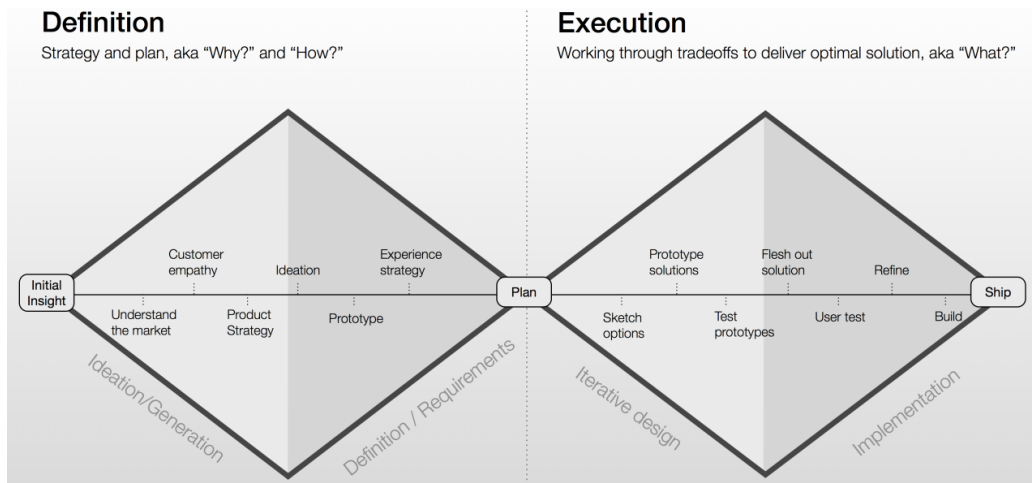 Definition
Strategy and plan, aka “Why?” and “How?”
Execution
Working through tradeoffs to deliver optimal solution, aka “What?”
Initial
Insight
Understand
the market
Customer
empathy
Product
Strategy
Ideation
Prototype
Experience
strategy
Plan
Sketch
options
Prototype
solutions
Test
prototypes
Flesh out
solution
User test
Refine
Build
Ship
Ideation/Generation
Definition / Requirements
Iterative design
Implementation